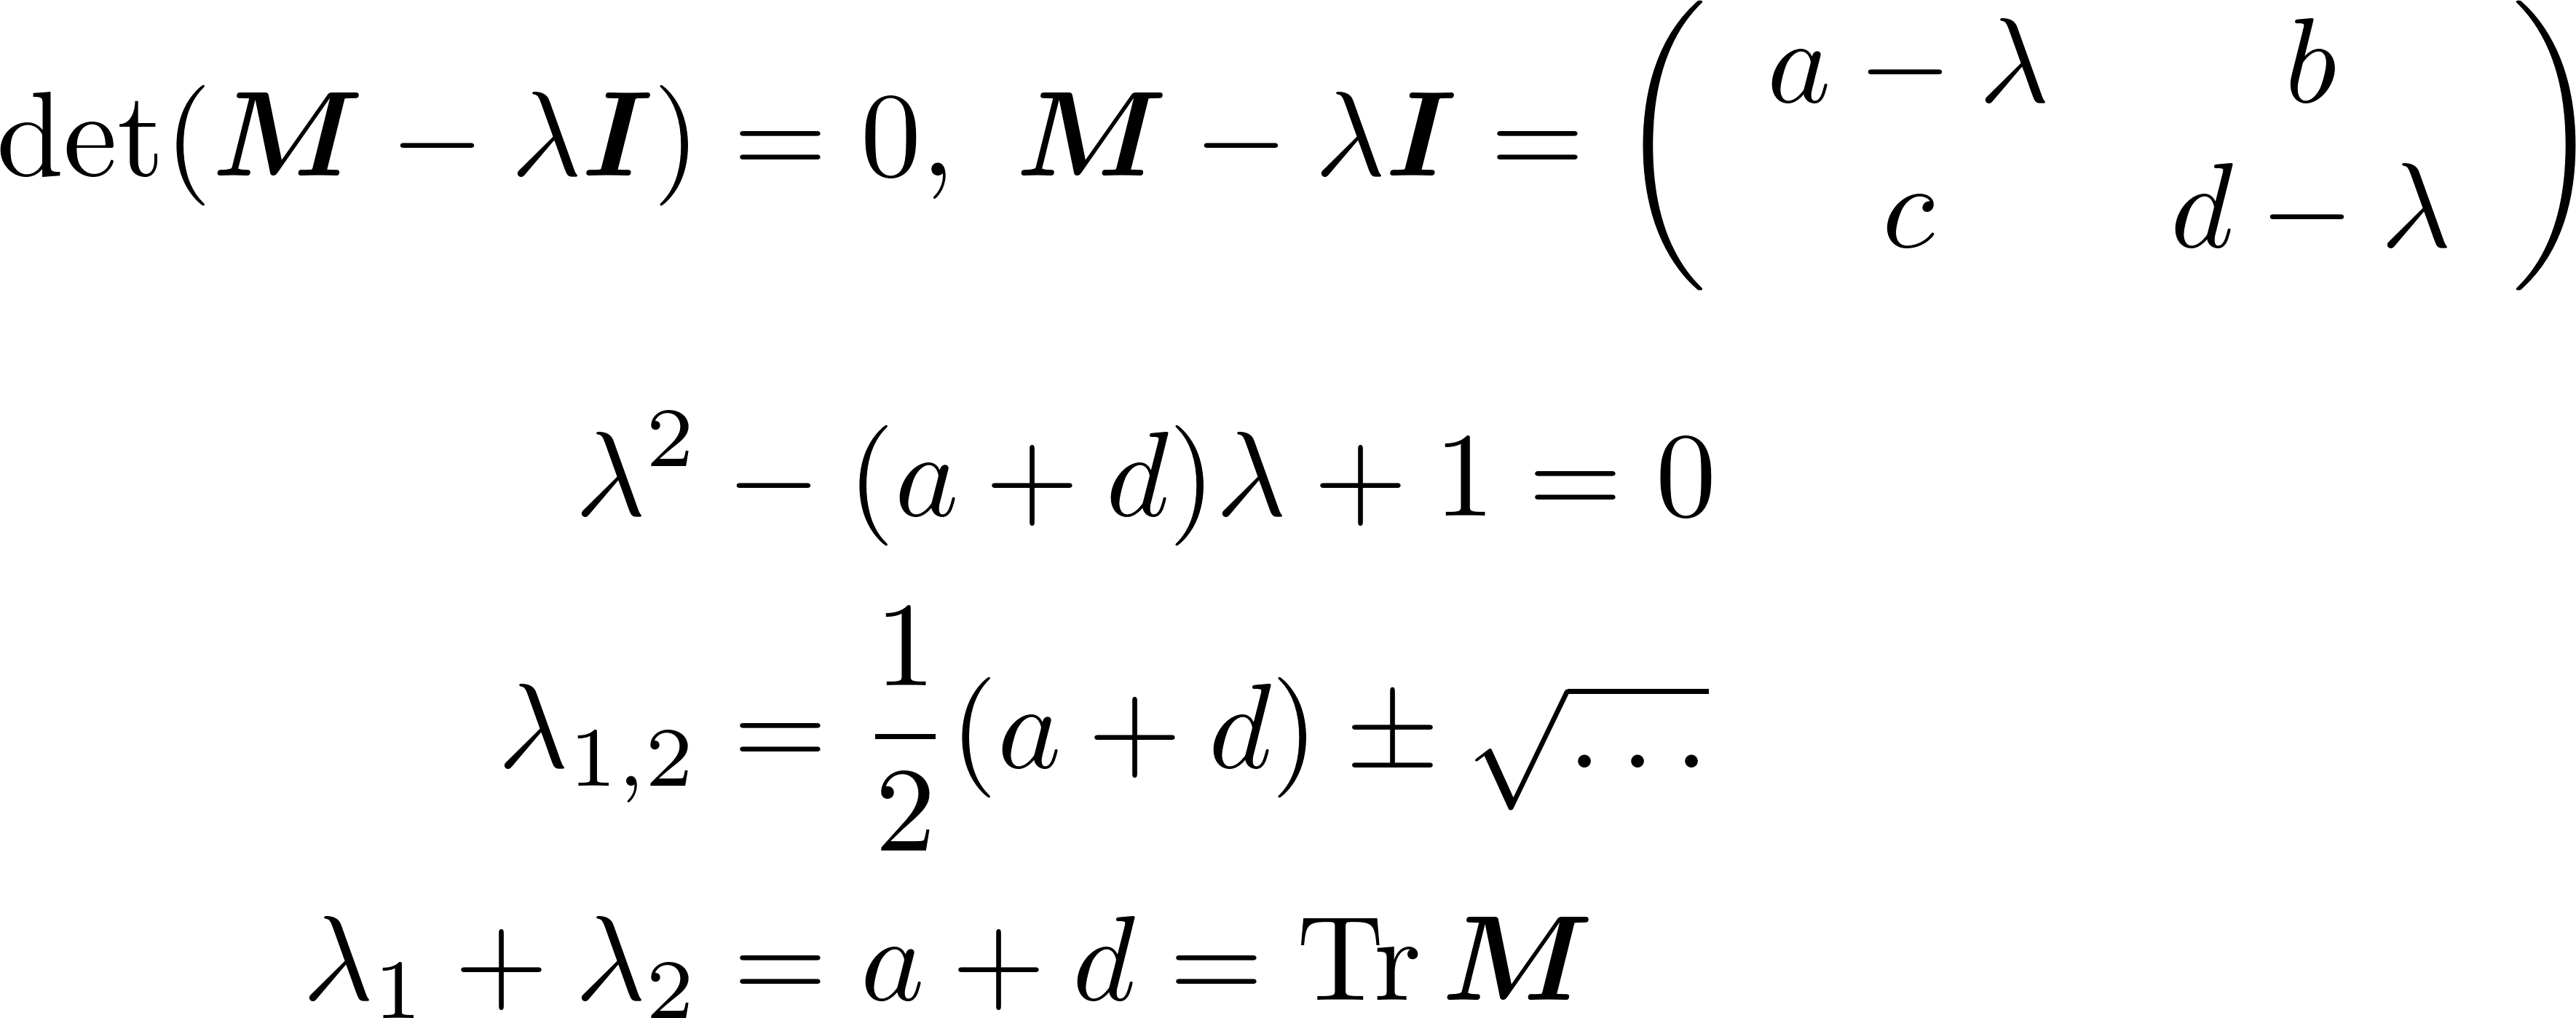 det(M − λI) = 0, M − λI = ( a − λ b ; c d − λ )
λ² − (a + d)λ + 1 = 0
λ₁,₂ = 1/2 (a + d) ± √...
λ₁ + λ₂ = a + d = Tr M